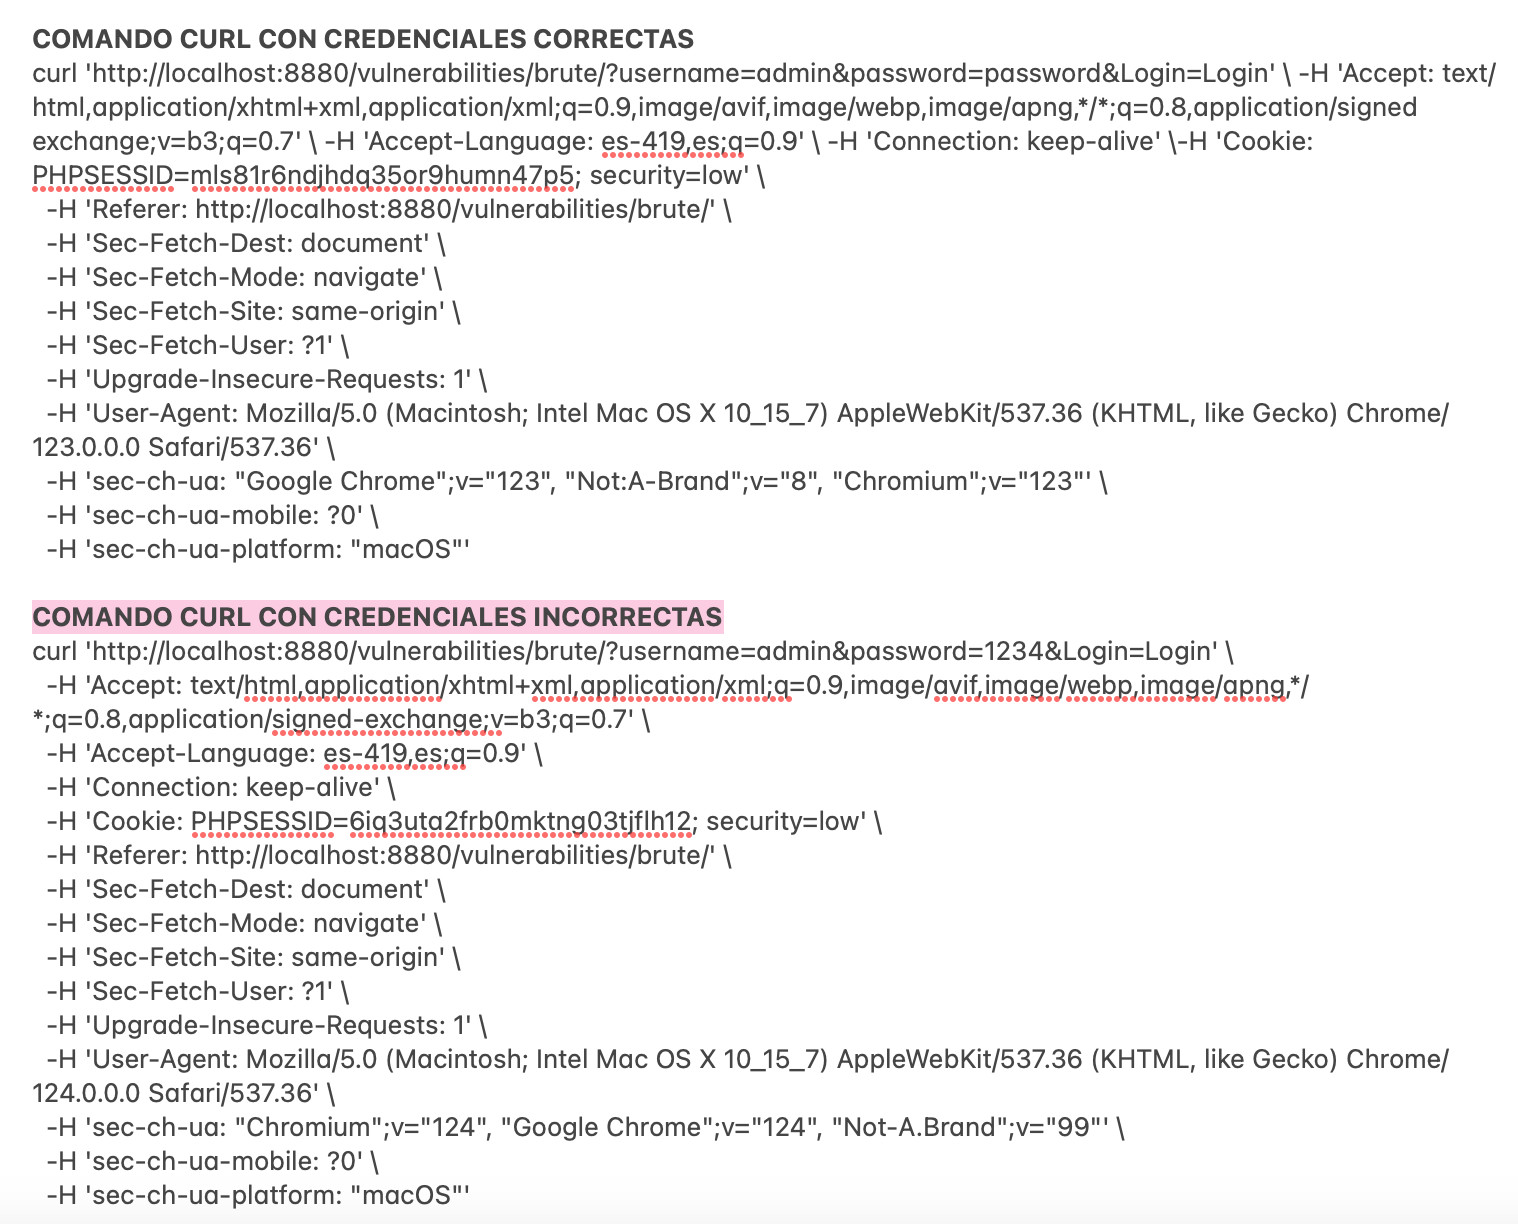 COMANDO CURL CON CREDENCIALES CORRECTAS
curl 'http://localhost:8880/vulnerabilities/brute/?username=admin&password=password&Login=Login' \ -H 'Accept: text/
html,application/xhtml+xml,application/xml;q=0.9,image/avif,image/webp,image/apng,*/*;q=0.8,application/signed
exchange;v=b3;q=0.7' \ -H 'Accept-Language: es-419,es;q=0.9' \ -H 'Connection: keep-alive' \-H 'Cookie:
PHPSESSID=mls81r6ndjhdq35or9humn47p5; security=low' \
-H 'Referer: http://localhost:8880/vulnerabilities/brute/' \
-H 'Sec-Fetch-Dest: document' \
-H 'Sec-Fetch-Mode: navigate' \
-H 'Sec-Fetch-Site: same-origin' \
-H 'Sec-Fetch-User: ?1' \
-H 'Upgrade-Insecure-Requests: 1' \
-H 'User-Agent: Mozilla/5.0 (Macintosh; Intel Mac OS X 10_15_7) AppleWebKit/537.36 (KHTML, like Gecko) Chrome/
123.0.0.0 Safari/537.36' \
-H 'sec-ch-ua: "Google Chrome";v="123", "Not:A-Brand";v="8", "Chromium";v="123"' \
-H 'sec-ch-ua-mobile: ?0' \
-H 'sec-ch-ua-platform: "macOS"'
COMANDO CURL CON CREDENCIALES INCORRECTAS
curl 'http://localhost:8880/vulnerabilities/brute/?username=admin&password=1234&Login=Login' \
-H 'Accept: text/html,application/xhtml+xml,application/xml;q=0.9,image/avif,image/webp,image/apng,*/
*;q=0.8,application/signed-exchange;v=b3;q=0.7' \
-H 'Accept-Language: es-419,es;q=0.9' \
-H 'Connection: keep-alive' \
-H 'Cookie: PHPSESSID=6iq3uta2frb0mktng03tjflh12; security=low' \
-H 'Referer: http://localhost:8880/vulnerabilities/brute/' \
-H 'Sec-Fetch-Dest: document' \
-H 'Sec-Fetch-Mode: navigate' \
-H 'Sec-Fetch-Site: same-origin' \
-H 'Sec-Fetch-User: ?1' \
-H 'Upgrade-Insecure-Requests: 1' \
-H 'User-Agent: Mozilla/5.0 (Macintosh; Intel Mac OS X 10_15_7) AppleWebKit/537.36 (KHTML, like Gecko) Chrome/
124.0.0.0 Safari/537.36' \
-H 'sec-ch-ua: "Chromium";v="124", "Google Chrome";v="124", "Not-A.Brand";v="99"' \
-H 'sec-ch-ua-mobile: ?0' \
-H 'sec-ch-ua-platform: "macOS"'